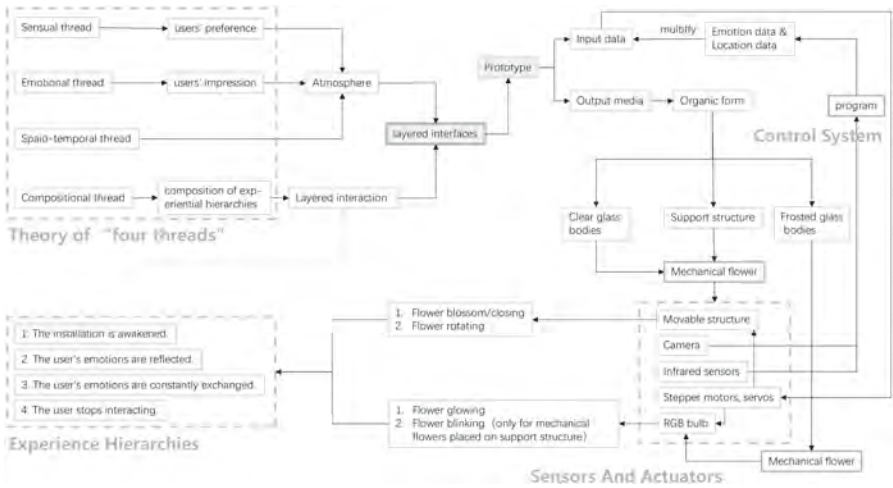 Sensual thread
users' preference
Emotional thread
users' impression
Atmosphere
Spaio-temporal thread
Compositional thread
composition of exp-
eriential hierarchies
Layered interaction
Theory of "four threads"
layered interfaces
Prototype
Input data
multify
Emotion data &
Location data
Output media
Organic form
program
Control System
Clear glass
bodies
Support structure
Frosted glass
bodies
Mechanical flower
1. Flower blossom/closing
2. Flower rotating
Movable structure
Camera
Infrared sensors
Stepper motors, servos
RGB bulb
Mechanical flower
Sensors And Actuators
1. Flower glowing
2. Flower blinking (only for mechanical
flowers placed on support structure)
1. The installation is awakened.
2. The user's emotions are reflected.
3. The user's emotions are constantly exchanged.
4. The user stops interacting.
Experience Hierarchies